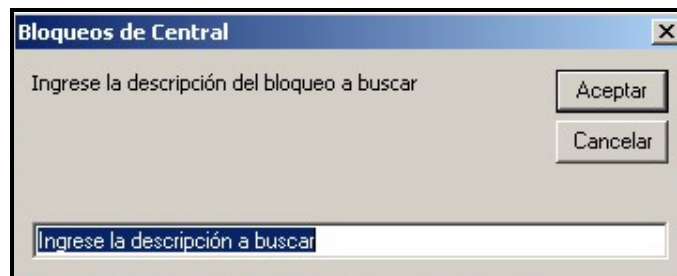 Bloqueos de Central
Ingrese la descripción del bloqueo a buscar
Aceptar
Cancelar
Ingrese la descripción a buscar